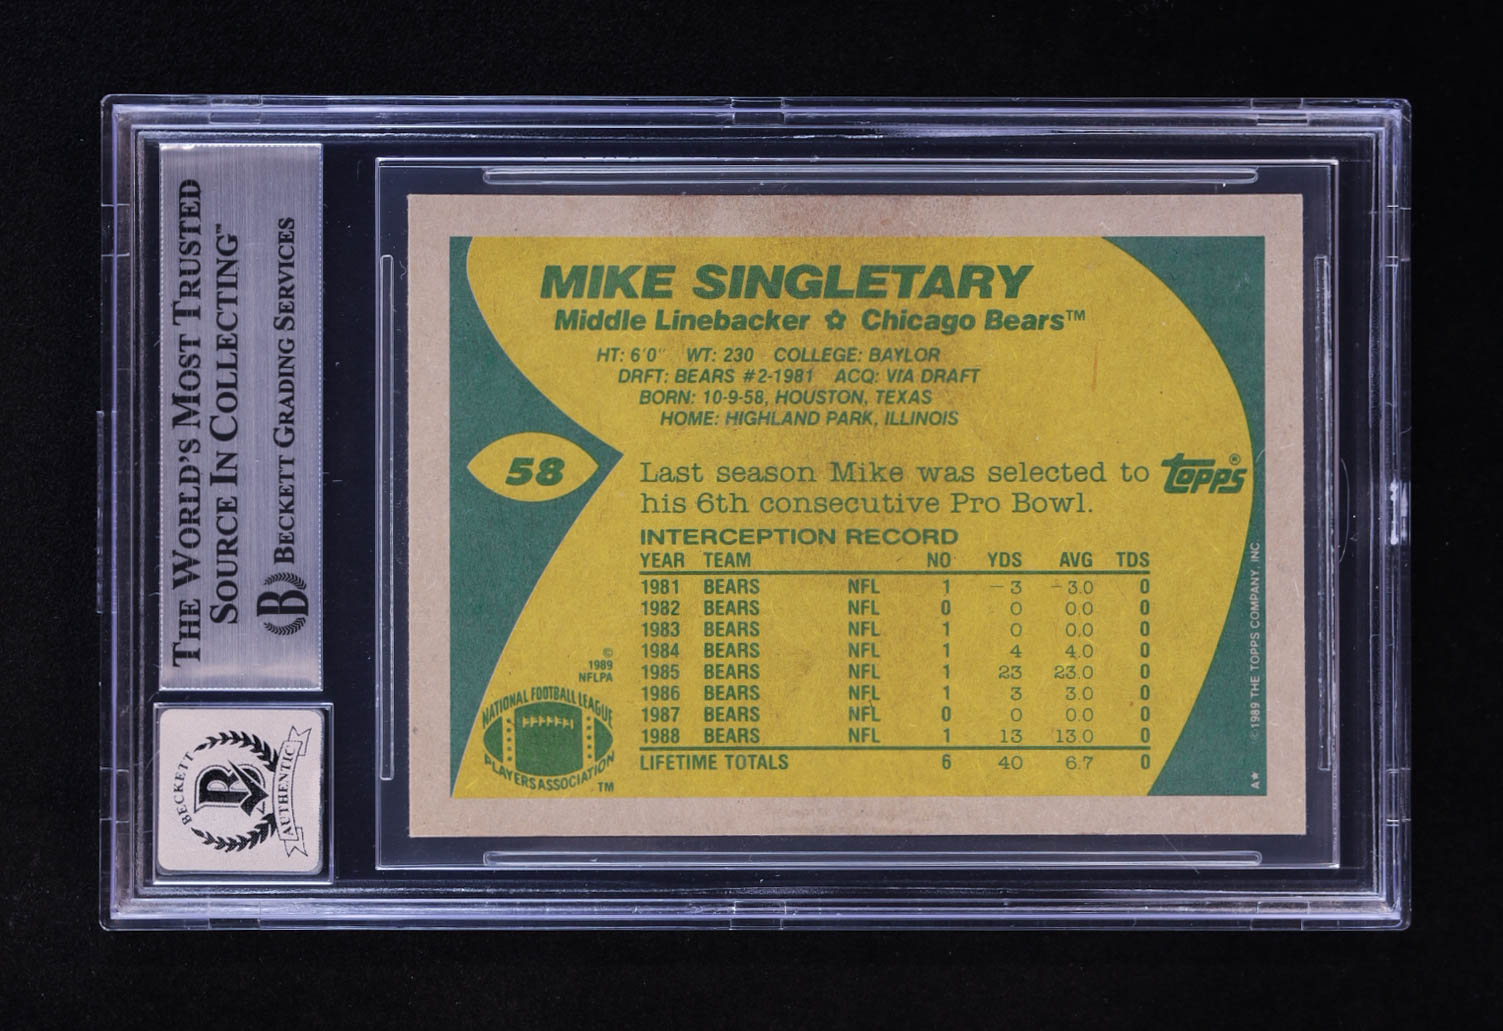 THE WORLD'S MOST TRUSTED
SOURCE IN COLLECTING™
B BECKETT GRADING SERVICES
BECKETT
AUTHENTIC
MIKE SINGLETARY
Middle Linebacker ✩ Chicago Bears™
HT: 6'0" WT: 230 COLLEGE: BAYLOR
DRFT: BEARS #2-1981 ACQ: VIA DRAFT
BORN: 10-9-58, HOUSTON, TEXAS
HOME: HIGHLAND PARK, ILLINOIS
58
Last season Mike was selected to
his 6th consecutive Pro Bowl.
topps®
INTERCEPTION RECORD
YEAR TEAM NO YDS AVG TDS
1981 BEARS NFL 1 -3 -3.0 0
1982 BEARS NFL 0 0 0.0 0
1983 BEARS NFL 1 0 0.0 0
1984 BEARS NFL 1 4 4.0 0
1985 BEARS NFL 1 23 23.0 0
1986 BEARS NFL 1 3 3.0 0
1987 BEARS NFL 0 0 0.0 0
1988 BEARS NFL 1 13 13.0 0
LIFETIME TOTALS 6 40 6.7 0
©
1989
NFLPA
NATIONAL FOOTBALL LEAGUE
PLAYERS ASSOCIATION
™
A★ ©1989 THE TOPPS COMPANY, INC.